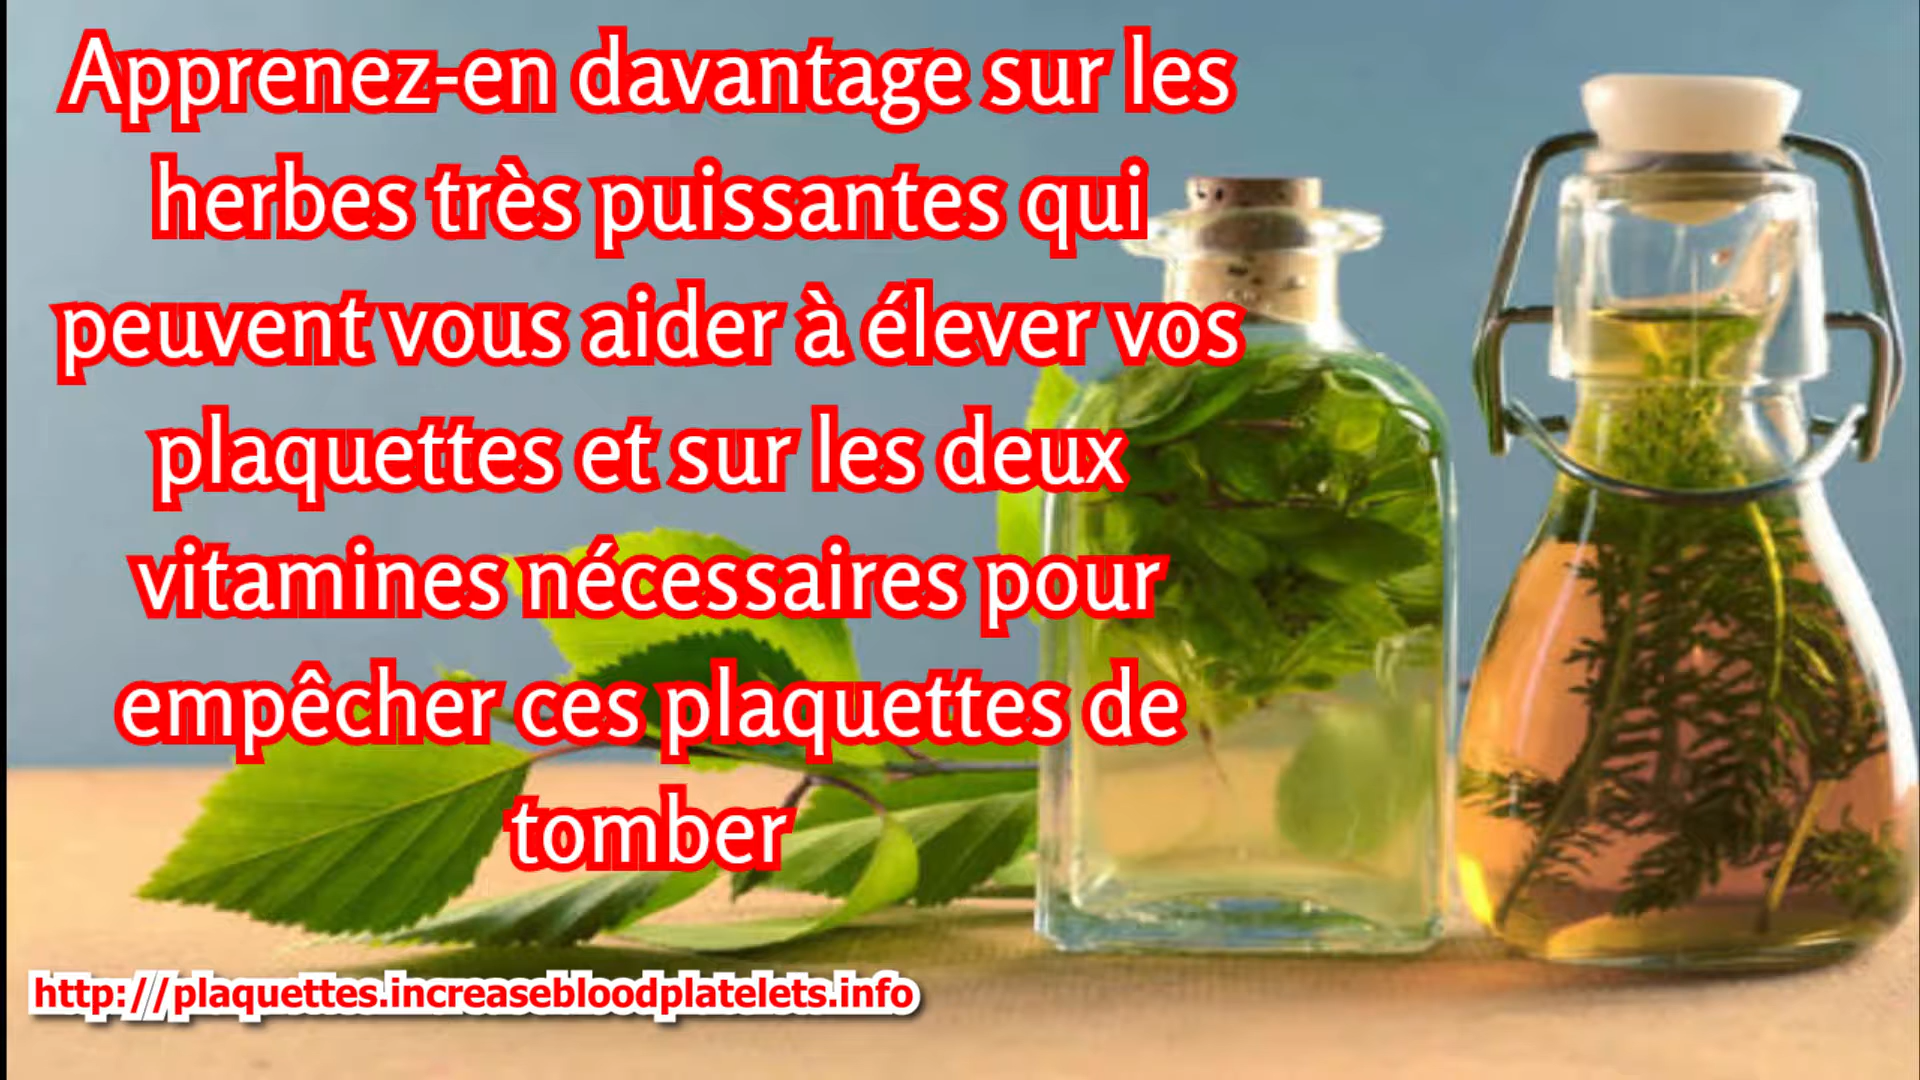 Apprenez-en davantage sur les
herbes très puissantes qui
peuvent vous aider à élever vos
plaquettes et sur les deux
vitamines nécessaires pour
empêcher ces plaquettes de
tomber
http://plaquettes.increasebloodplatelets.info